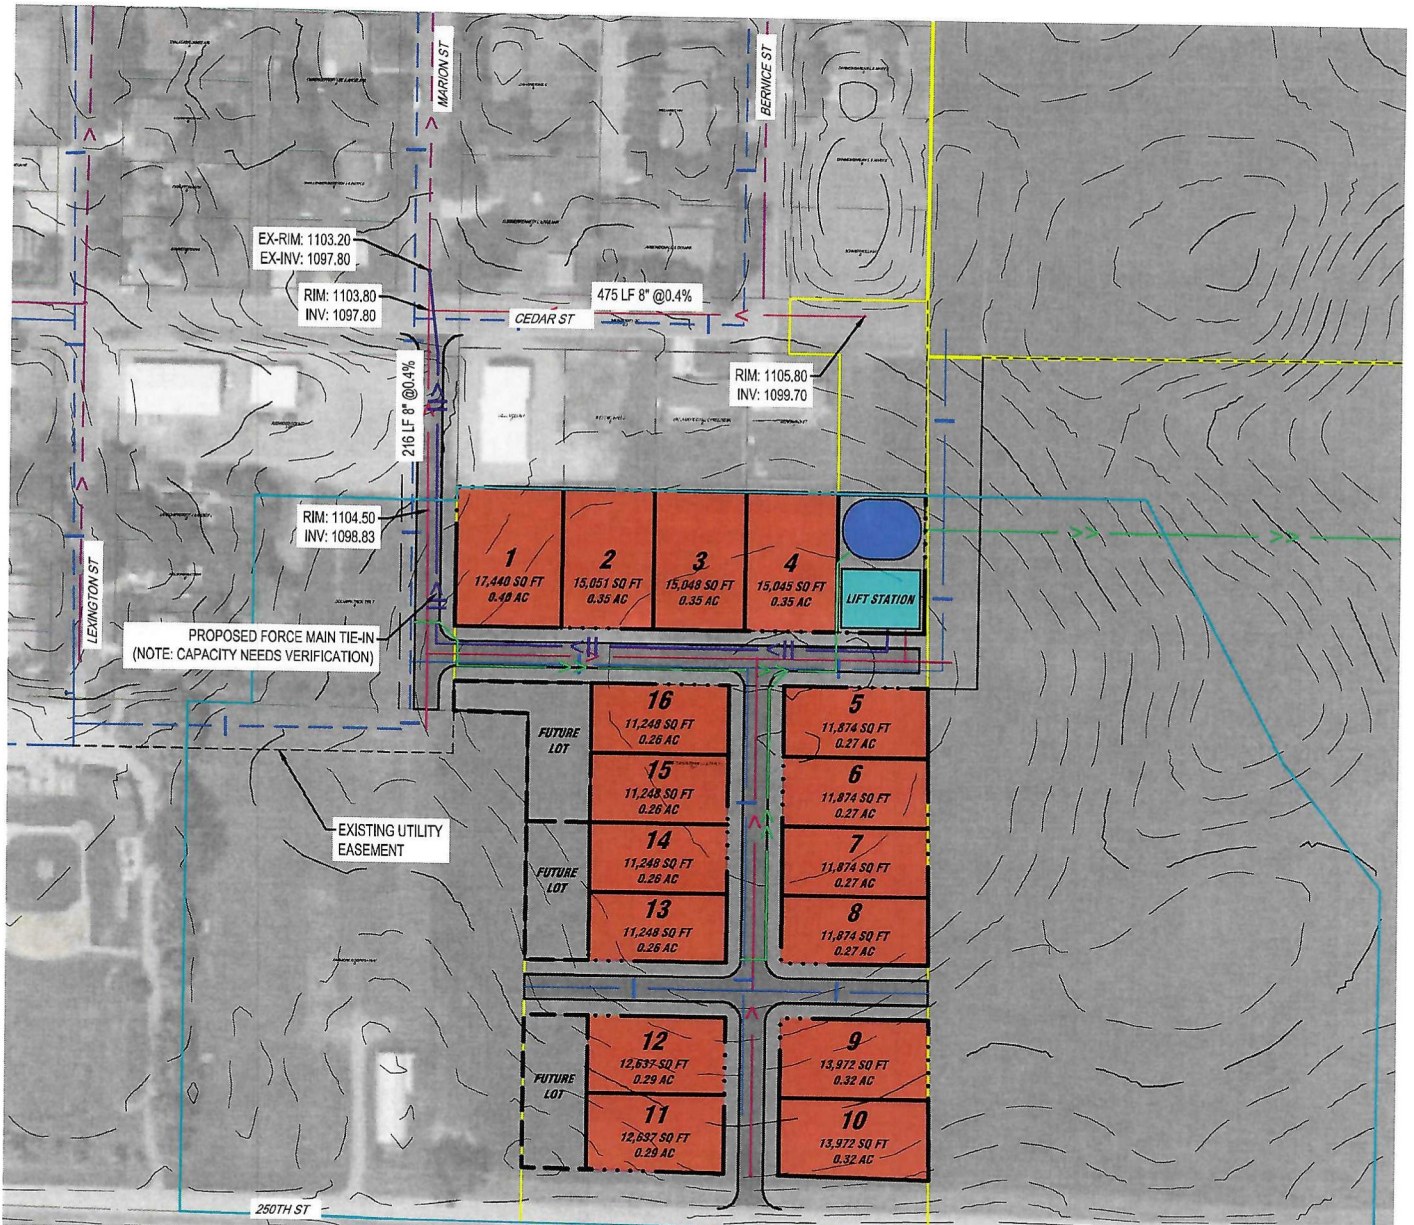 MARION ST
BERNICE ST
EX-RIM: 1103.20
EX-INV: 1097.80
RIM: 1103.80
INV: 1097.80
475 LF 8" @0.4%
CEDAR ST
216 LF 8" @0.4%
RIM: 1105.80
INV: 1099.70
RIM: 1104.50
INV: 1098.83
LEXINGTON ST
1
17,440 SQ FT
0.40 AC
2
15,051 SQ FT
0.35 AC
3
15,048 SQ FT
0.35 AC
4
15,045 SQ FT
0.35 AC
LIFT STATION
PROPOSED FORCE MAIN TIE-IN
(NOTE: CAPACITY NEEDS VERIFICATION)
FUTURE
LOT
16
11,248 SQ FT
0.26 AC
5
11,874 SQ FT
0.27 AC
15
11,248 SQ FT
0.26 AC
6
11,874 SQ FT
0.27 AC
EXISTING UTILITY
EASEMENT
FUTURE
LOT
14
11,248 SQ FT
0.26 AC
7
11,874 SQ FT
0.27 AC
13
11,248 SQ FT
0.26 AC
8
11,874 SQ FT
0.27 AC
FUTURE
LOT
12
12,637 SQ FT
0.29 AC
9
13,972 SQ FT
0.32 AC
11
12,637 SQ FT
0.29 AC
10
13,972 SQ FT
0.32 AC
250TH ST